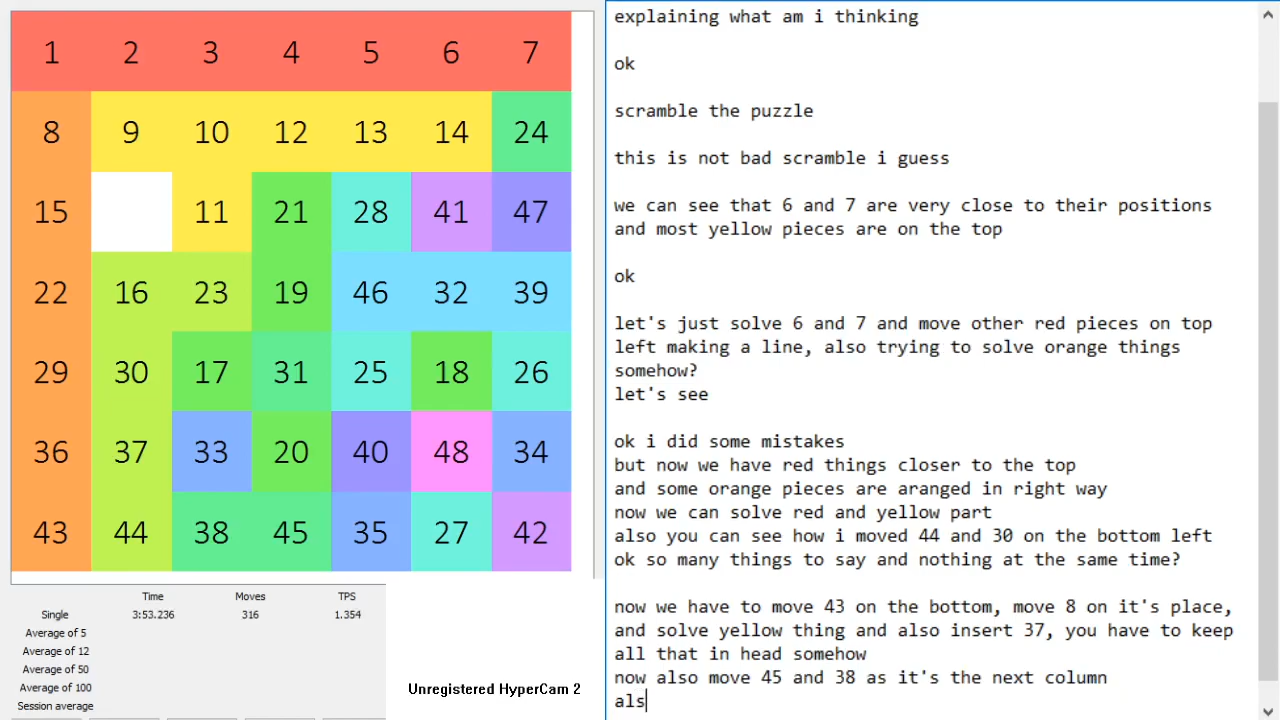 1 2 3 4 5 6 7
8 9 10 12 13 14 24
15 11 21 28 41 47
22 16 23 19 46 32 39
29 30 17 31 25 18 26
36 37 33 20 40 48 34
43 44 38 45 35 27 42
Time Moves TPS
Single 3:53.236 316 1.354
Average of 5
Average of 12
Average of 50
Average of 100
Session average
Unregistered HyperCam 2
explaining what am i thinking
ok
scramble the puzzle
this is not bad scramble i guess
we can see that 6 and 7 are very close to their positions
and most yellow pieces are on the top
ok
let's just solve 6 and 7 and move other red pieces on top
left making a line, also trying to solve orange things
somehow?
let's see
ok i did some mistakes
but now we have red things closer to the top
and some orange pieces are aranged in right way
now we can solve red and yellow part
also you can see how i moved 44 and 30 on the bottom left
ok so many things to say and nothing at the same time?
now we have to move 43 on the bottom, move 8 on it's place,
and solve yellow thing and also insert 37, you have to keep
all that in head somehow
now also move 45 and 38 as it's the next column
als